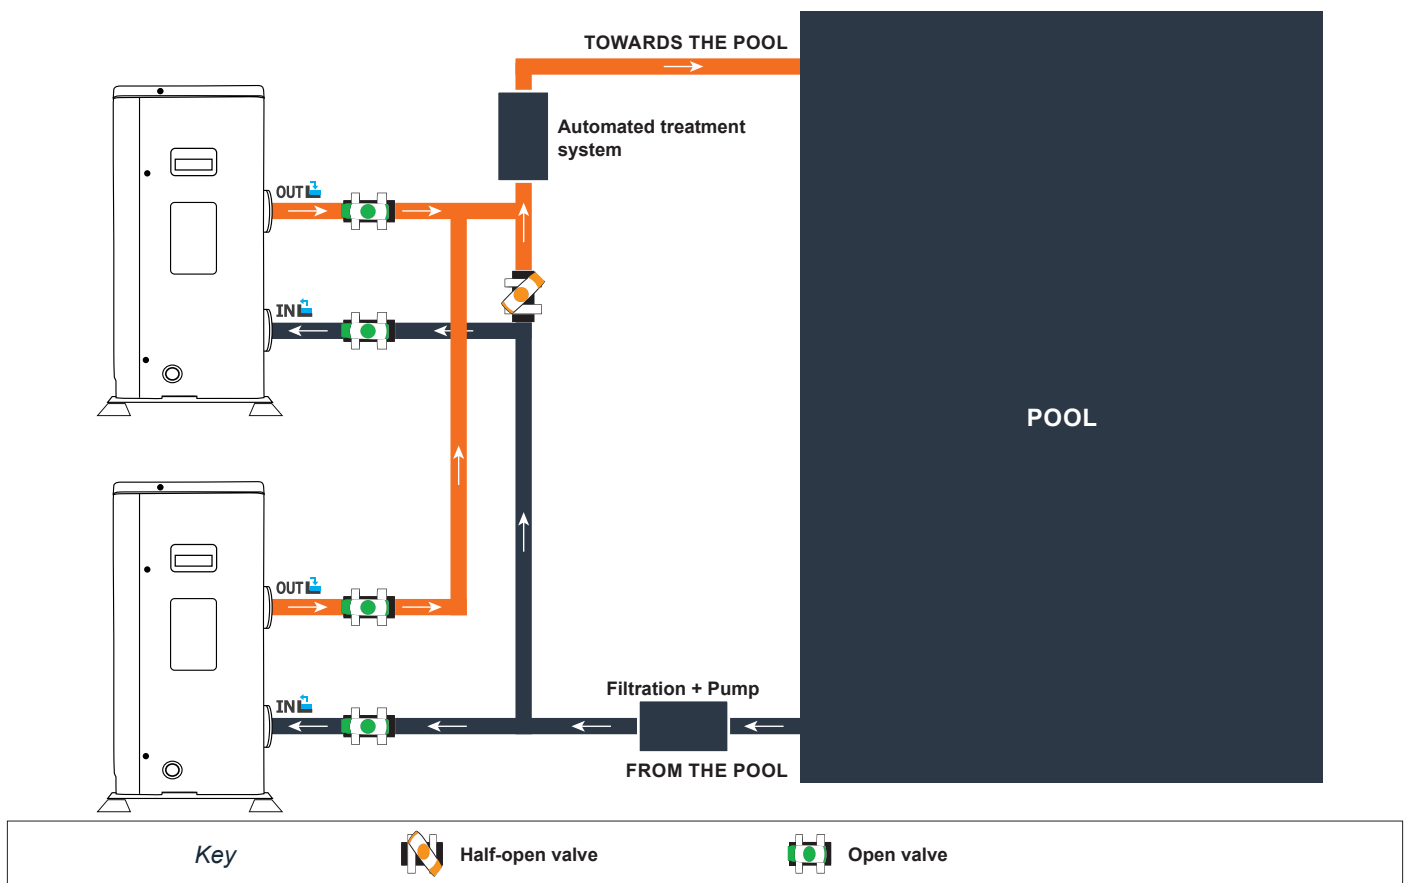 TOWARDS THE POOL
Automated treatment
system
OUT
IN
POOL
OUT
Filtration + Pump
IN
FROM THE POOL
Key
Half-open valve
Open valve